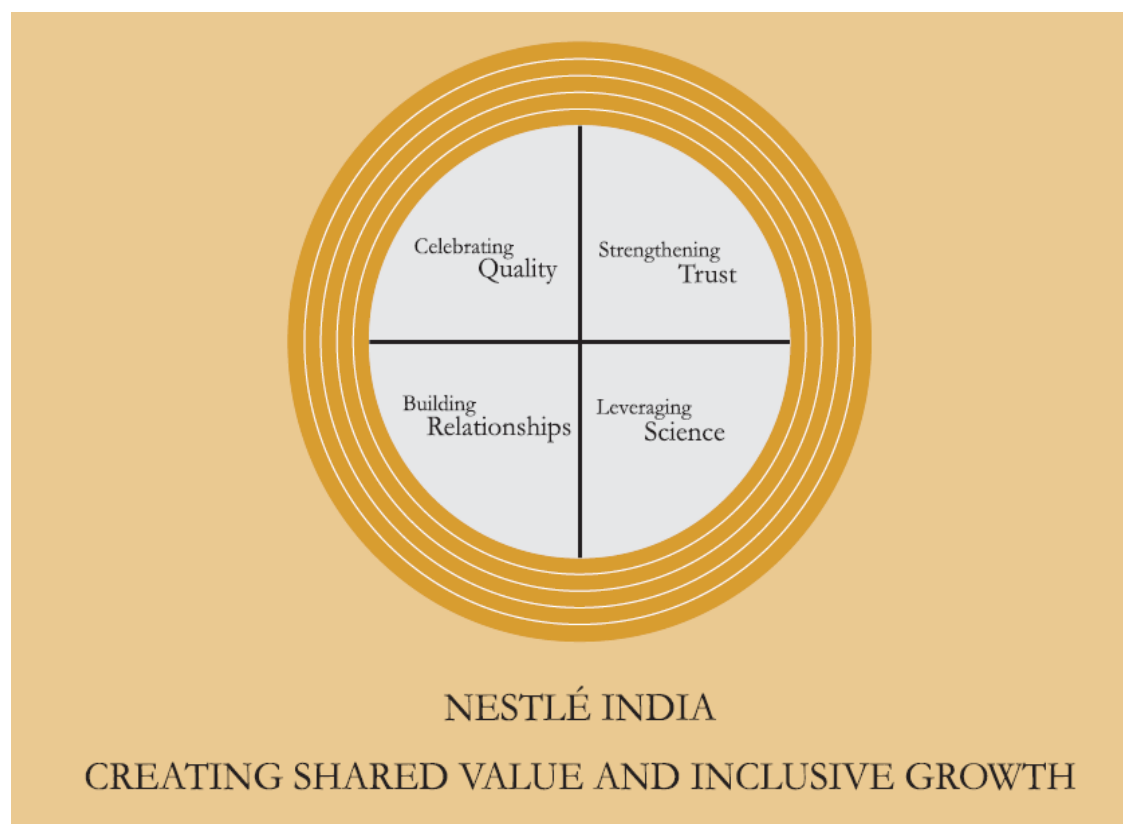 Celebrating
Quality
Strengthening
Trust
Building
Relationships
Leveraging
Science
NESTLÉ INDIA
CREATING SHARED VALUE AND INCLUSIVE GROWTH